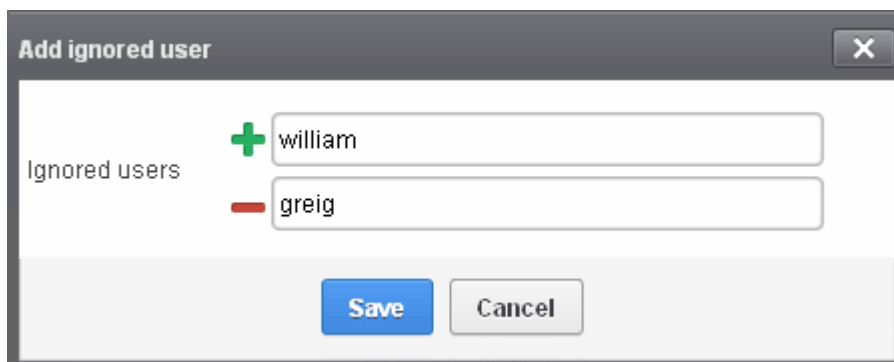 Add ignored user
Ignored users
william
greig
Save Cancel